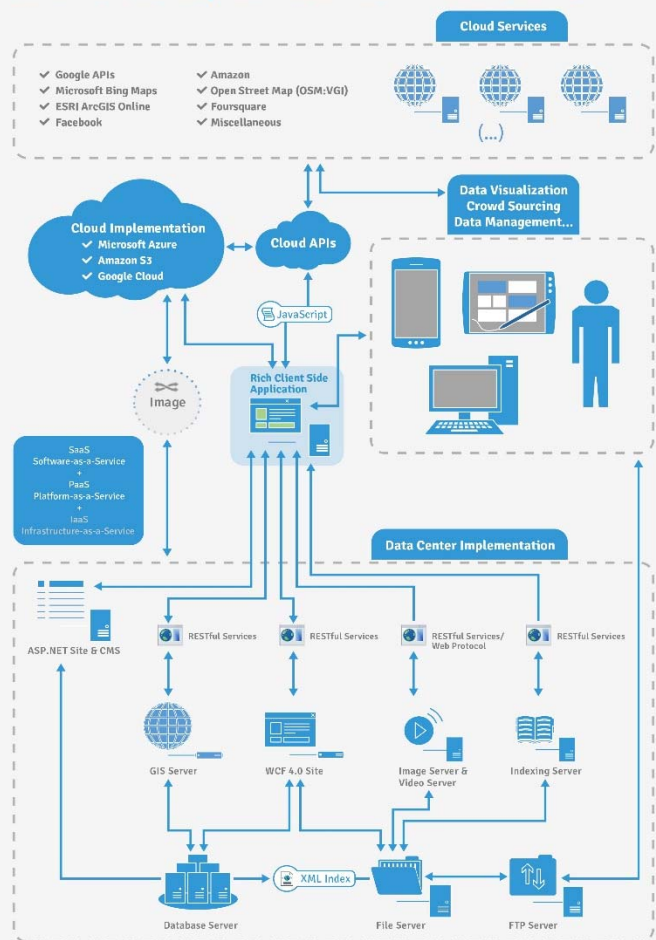 Cloud Services
✔ Google APIs
✔ Microsoft Bing Maps
✔ ESRI ArcGIS Online
✔ Facebook
✔ Amazon
✔ Open Street Map (OSM:VGI)
✔ Foursquare
✔ Miscellaneous
(...)
Data Visualization
Crowd Sourcing
Data Management...
Cloud Implementation
✔ Microsoft Azure
✔ Amazon S3
✔ Google Cloud
Cloud APIs
JavaScript
Rich Client Side
Application
Image
SaaS
Software-as-a-Service
+
PaaS
Platform-as-a-Service
+
IaaS
Infrastructure-as-a-Service
Data Center Implementation
ASP.NET Site & CMS
RESTful Services
RESTful Services
RESTful Services/
Web Protocol
RESTful Services
GIS Server
WCF 4.0 Site
Image Server &
Video Server
Indexing Server
Database Server
XML Index
File Server
FTP Server